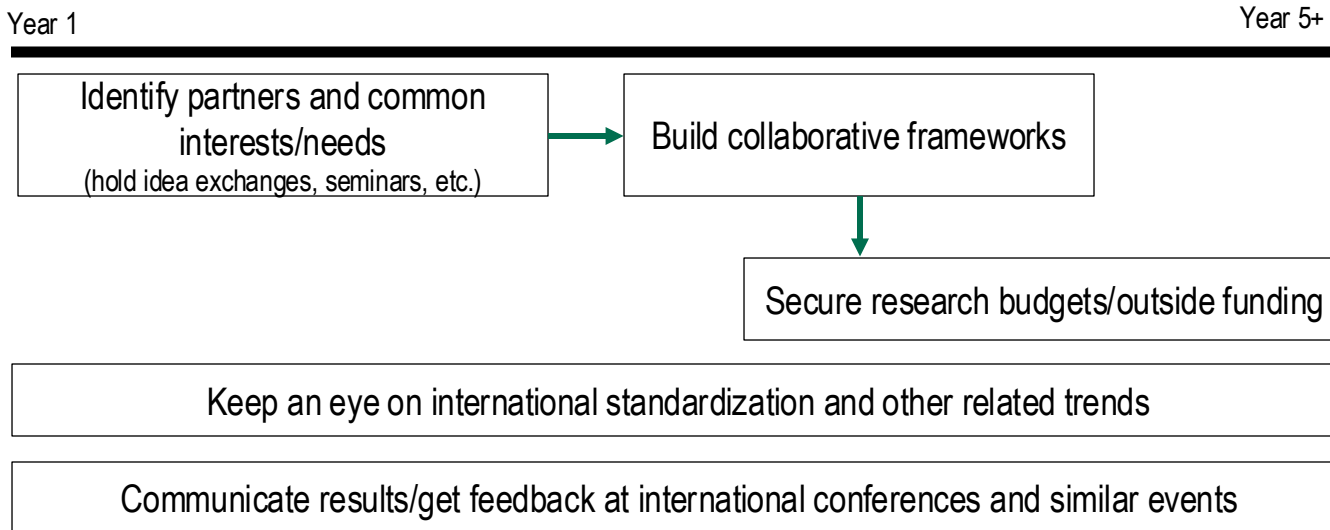 Year 1
Year 5+
Identify partners and common
interests/needs
(hold idea exchanges, seminars, etc.)
Build collaborative frameworks
Secure research budgets/outside funding
Keep an eye on international standardization and other related trends
Communicate results/get feedback at international conferences and similar events